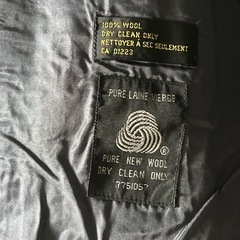 100% WOOL
DRY CLEAN ONLY
NETTOYER À SEC SEULEMENT
CA 01223
PURE LAINE VIERGE
®
PURE NEW WOOL
DRY CLEAN ONLY